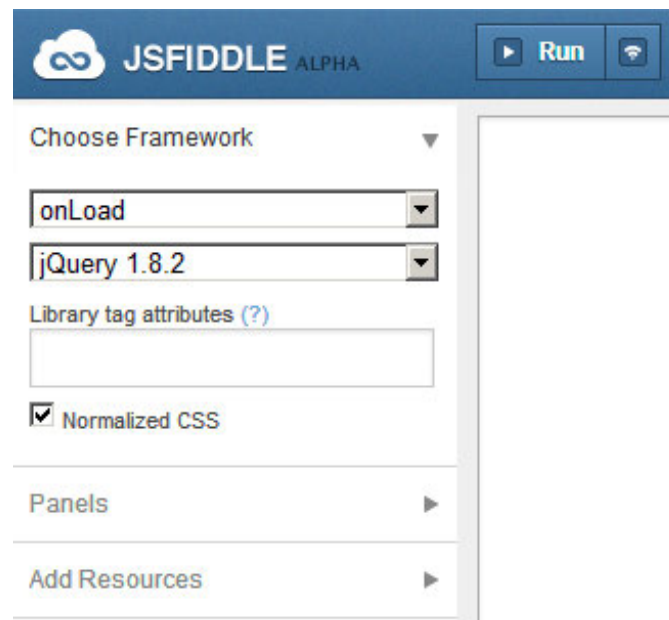 JSFIDDLE ALPHA
Run
Choose Framework
onLoad
jQuery 1.8.2
Library tag attributes (?)
Normalized CSS
Panels
Add Resources